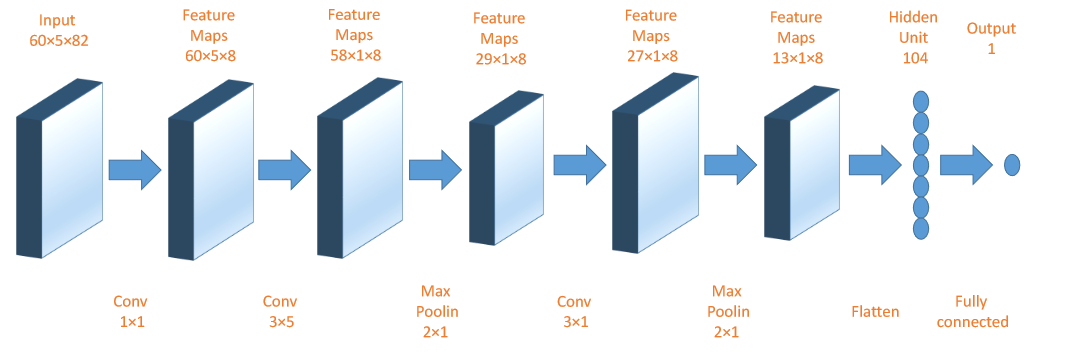 Input
60×5×82
Feature
Maps
60×5×8
Feature
Maps
58×1×8
Feature
Maps
29×1×8
Feature
Maps
27×1×8
Feature
Maps
13×1×8
Hidden
Unit
104
Output
1
Conv
1×1
Conv
3×5
Max
Poolin
2×1
Conv
3×1
Max
Poolin
2×1
Flatten
Fully
connected